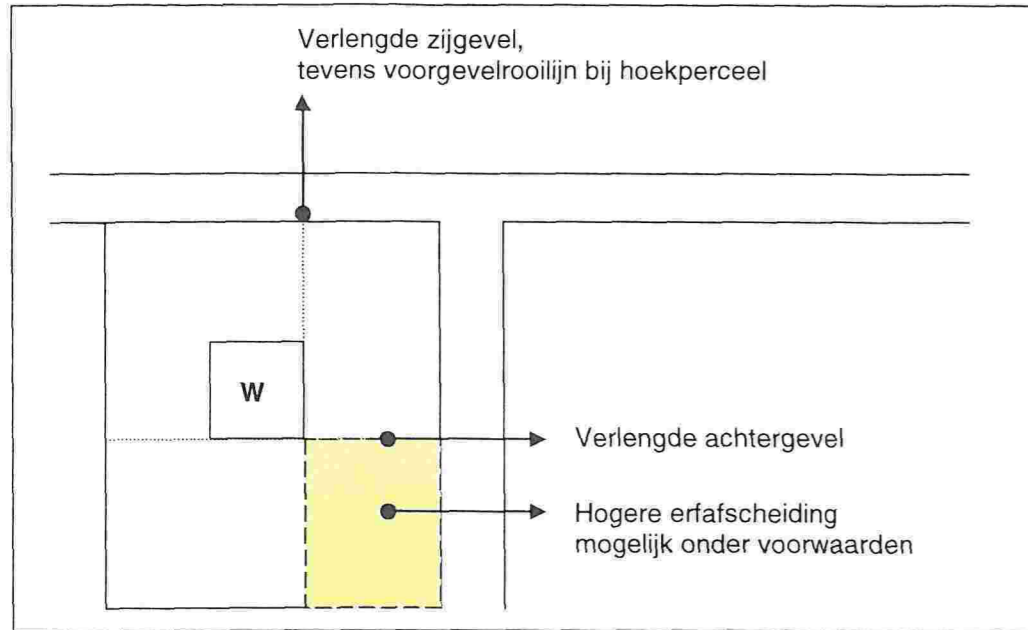 Verlengde zijgevel,
tevens voorgevelrooilijn bij hoekperceel
W
Verlengde achtergevel
Hogere erfafscheiding
mogelijk onder voorwaarden